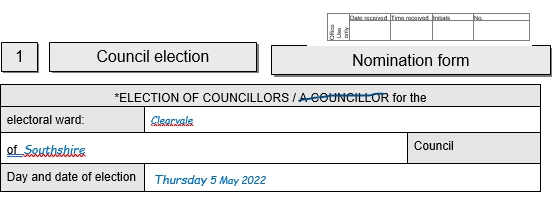 Office Use only
Date received Time received Initials No.
1 Council election Nomination form
*ELECTION OF COUNCILLORS / A COUNCILLOR for the
electoral ward: Clearvale
of Southshire Council
Day and date of election Thursday 5 May 2022